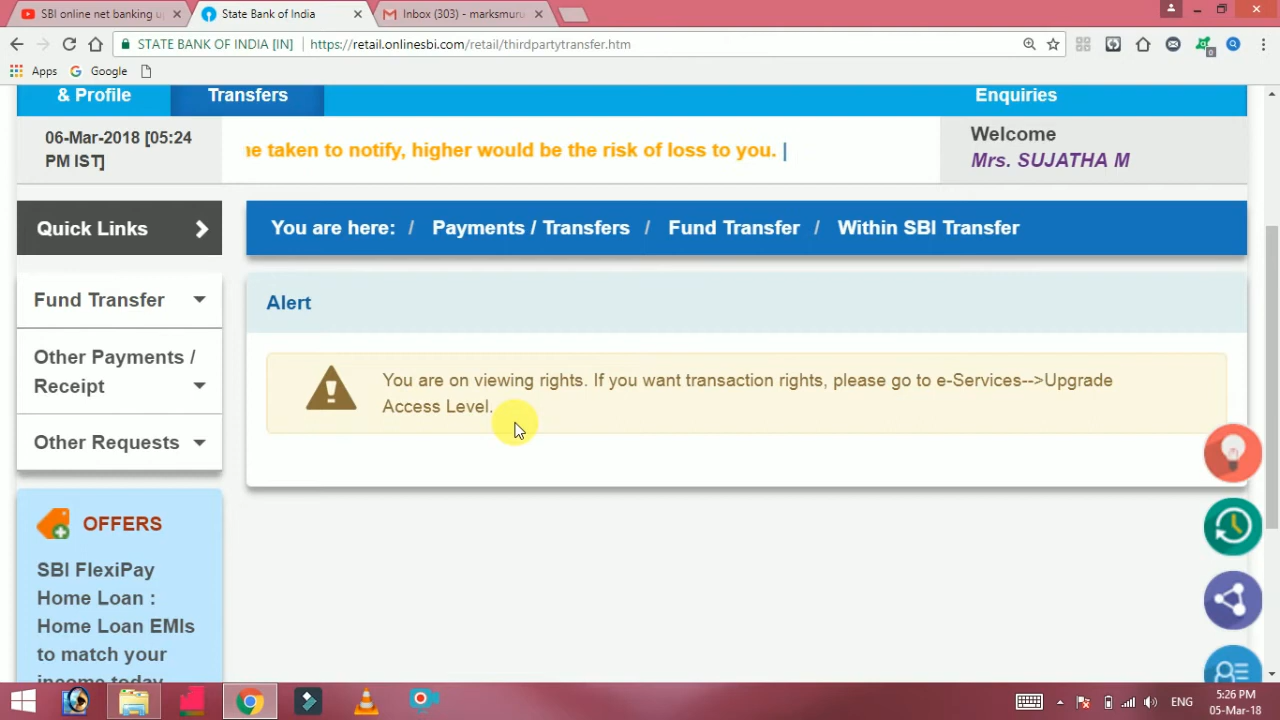 SBI online net banking u
State Bank of India
Inbox (303) - marksmuru
STATE BANK OF INDIA [IN]
https://retail.onlinesbi.com/retail/thirdpartytransfer.htm
Apps
Google
0
& Profile
Transfers
Enquiries
06-Mar-2018 [05:24
PM IST]
ne taken to notify, higher would be the risk of loss to you. |
Welcome
Mrs. SUJATHA M
Quick Links
You are here: / Payments / Transfers / Fund Transfer / Within SBI Transfer
Fund Transfer
Other Payments /
Receipt
Other Requests
Alert
You are on viewing rights. If you want transaction rights, please go to e-Services-->Upgrade
Access Level.
OFFERS
SBI FlexiPay
Home Loan :
Home Loan EMIs
to match your
income today
ENG
5:26 PM
05-Mar-18